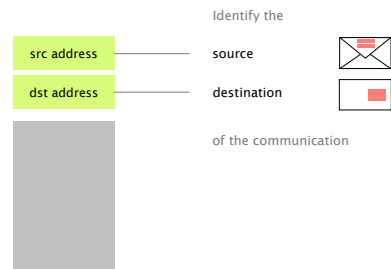 Identify the
src address
source
dst address
destination
of the communication